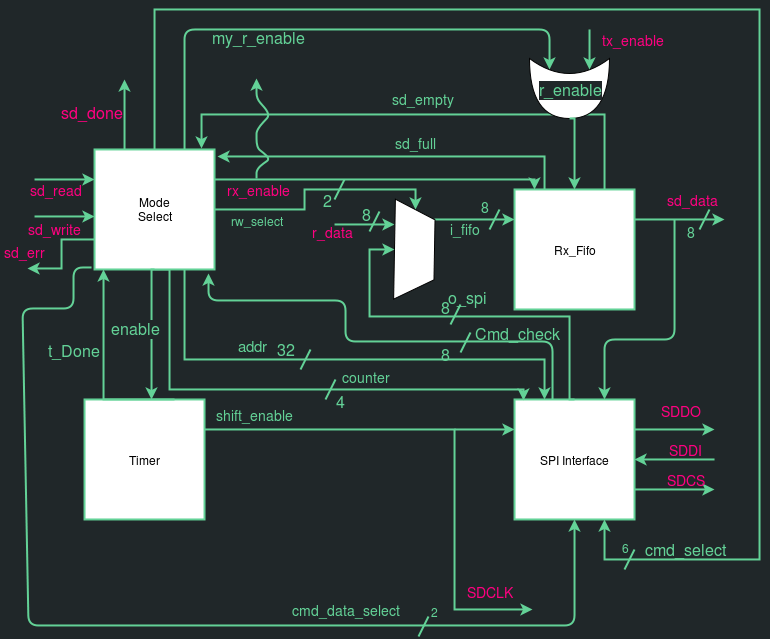 my_r_enable
tx_enable
r_enable
sd_done
sd_empty
sd_full
Mode
Select
sd_read
rx_enable
2
sd_data
sd_write
rw_select
8
r_data
8
i_fifo
8
sd_err
Rx_Fifo
o_spi
8
enable
Cmd_check
t_Done
addr
32
8
counter
4
shift_enable
SDDO
SDDI
Timer
SPI Interface
SDCS
6
cmd_select
SDCLK
cmd_data_select
2